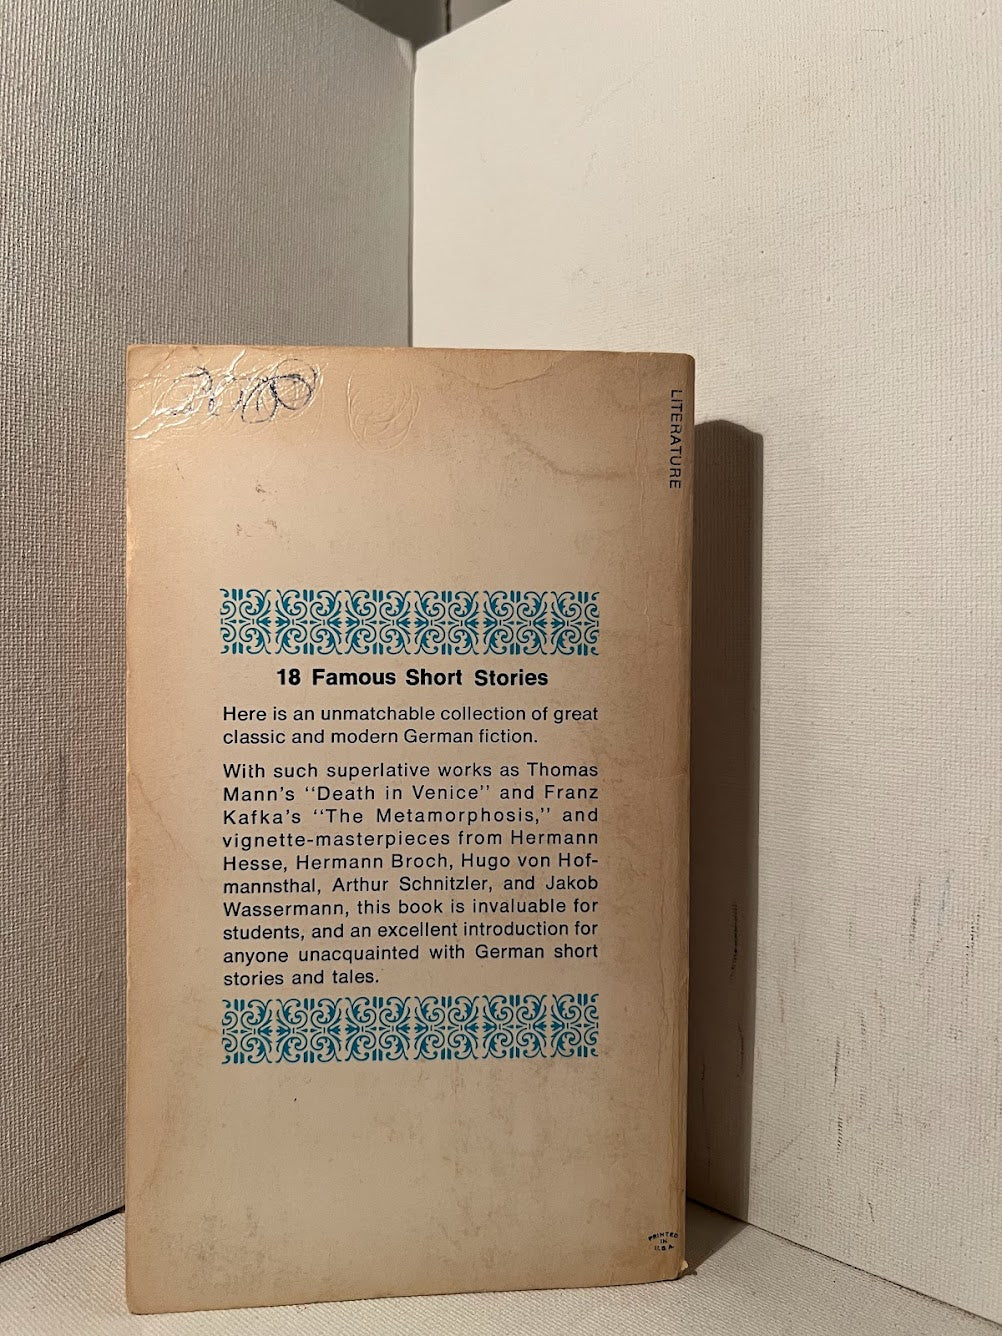 LITERATURE
18 Famous Short Stories
Here is an unmatchable collection of great
classic and modern German fiction.
With such superlative works as Thomas
Mann's "Death in Venice" and Franz
Kafka's "The Metamorphosis," and
vignette-masterpieces from Hermann
Hesse, Hermann Broch, Hugo von Hof-
mannsthal, Arthur Schnitzler, and Jakob
Wassermann, this book is invaluable for
students, and an excellent introduction for
anyone unacquainted with German short
stories and tales.
PRINTED
IN
U.S.A.